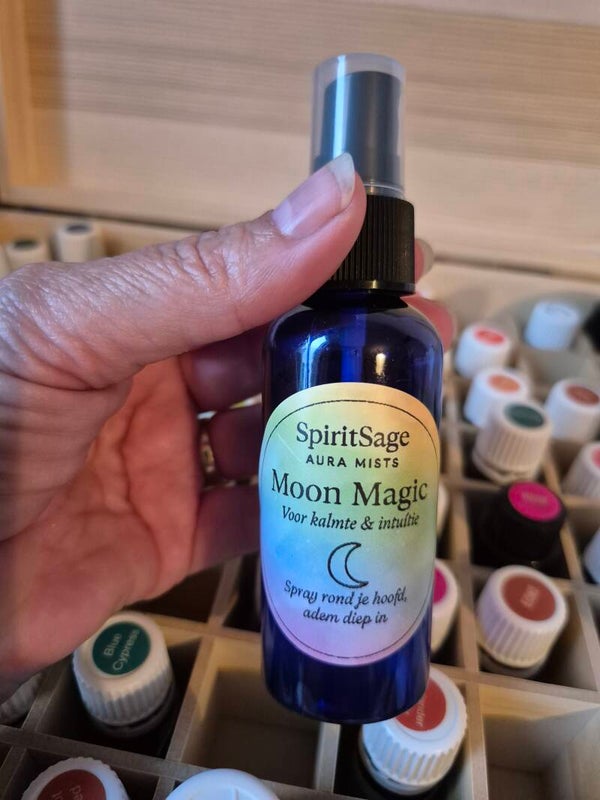 SpiritSage
AURA MISTS
Moon Magic
Voor kalmte & intuïtie
Spray rond je hoofd,
adem diep in
Blue
Cypress